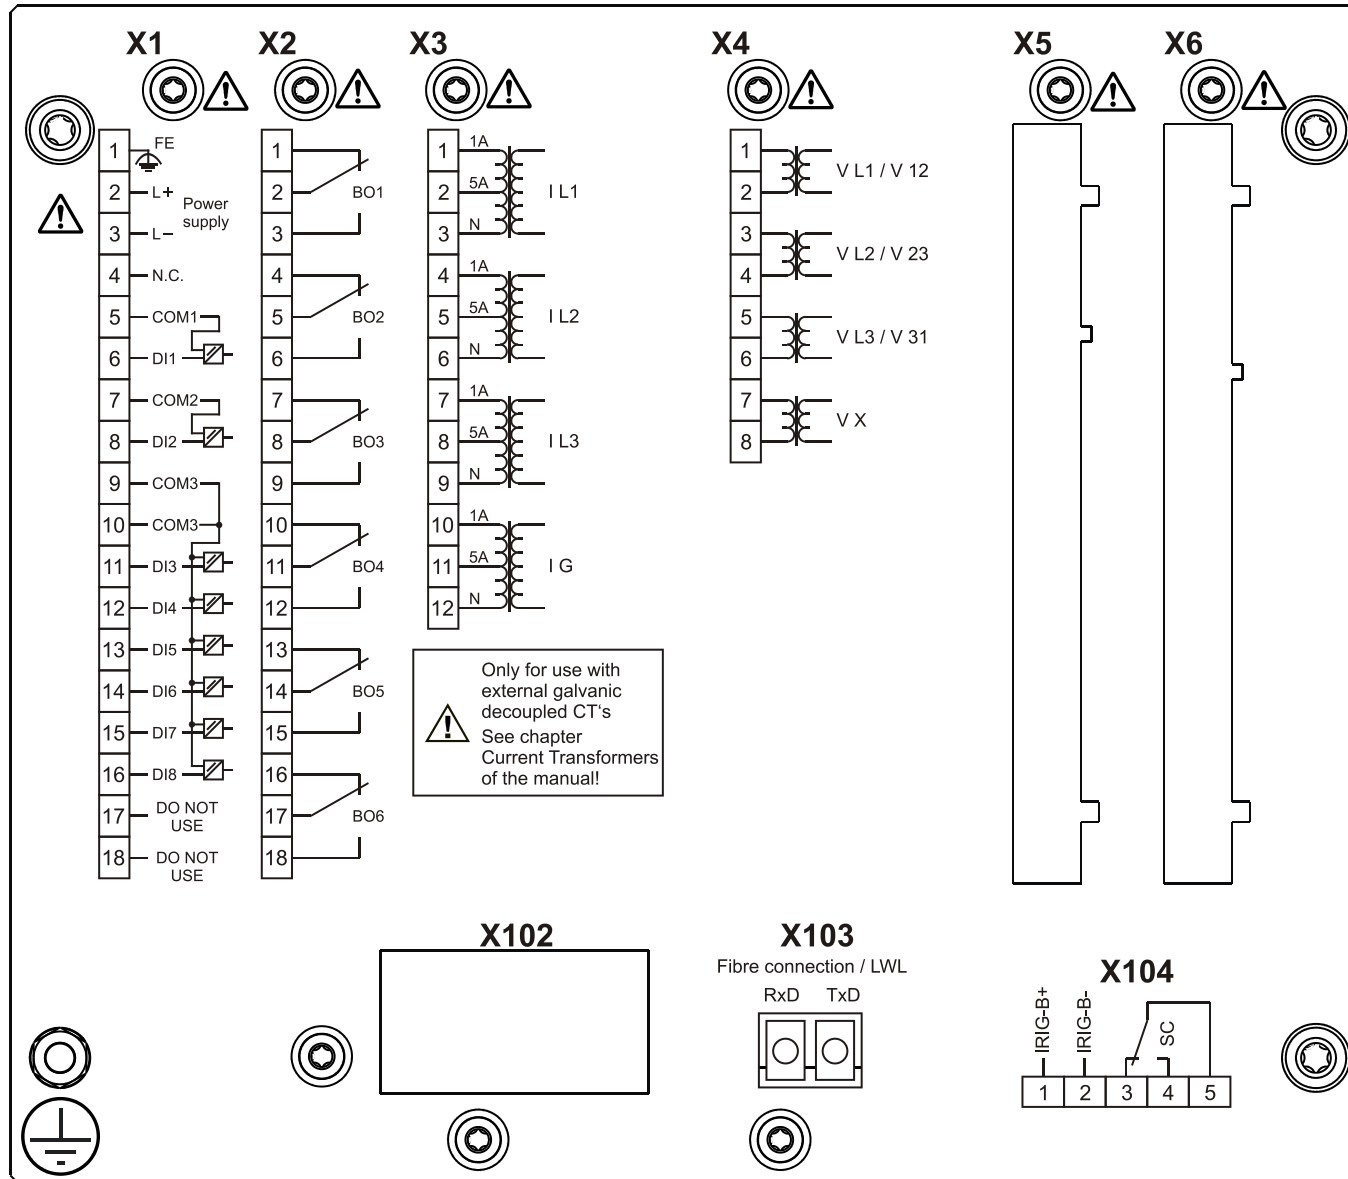 X1
X2
X3
X4
X5
X6
1 FE
2 L+
Power
supply
3 L−
4 N.C.
5 COM1
6 DI1
7 COM2
8 DI2
9 COM3
10 COM3
11 DI3
12 DI4
13 DI5
14 DI6
15 DI7
16 DI8
17 DO NOT
USE
18 DO NOT
USE
1
2 BO1
3
4
5 BO2
6
7
8 BO3
9
10
11 BO4
12
13
14 BO5
15
16
17 BO6
18
1 1A
2 5A I L1
3 N
4 1A
5 5A I L2
6 N
7 1A
8 5A I L3
9 N
10 1A
11 5A I G
12 N
Only for use with
external galvanic
decoupled CT‘s
See chapter
Current Transformers
of the manual!
1
V L1 / V 12
2
3
V L2 / V 23
4
5
V L3 / V 31
6
7
V X
8
X102
X103
Fibre connection / LWL
RxD TxD
X104
IRIG-B+
IRIG-B-
SC
1 2 3 4 5